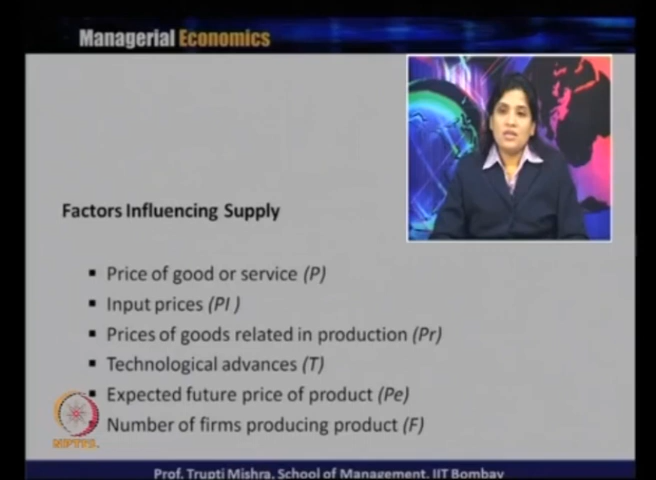 Managerial Economics
Factors Influencing Supply
▪ Price of good or service (P)
▪ Input prices (PI )
▪ Prices of goods related in production (Pr)
▪ Technological advances (T)
▪ Expected future price of product (Pe)
Number of firms producing product (F)
NPTEL
Prof. Trupti Mishra, School of Management, IIT Bombay